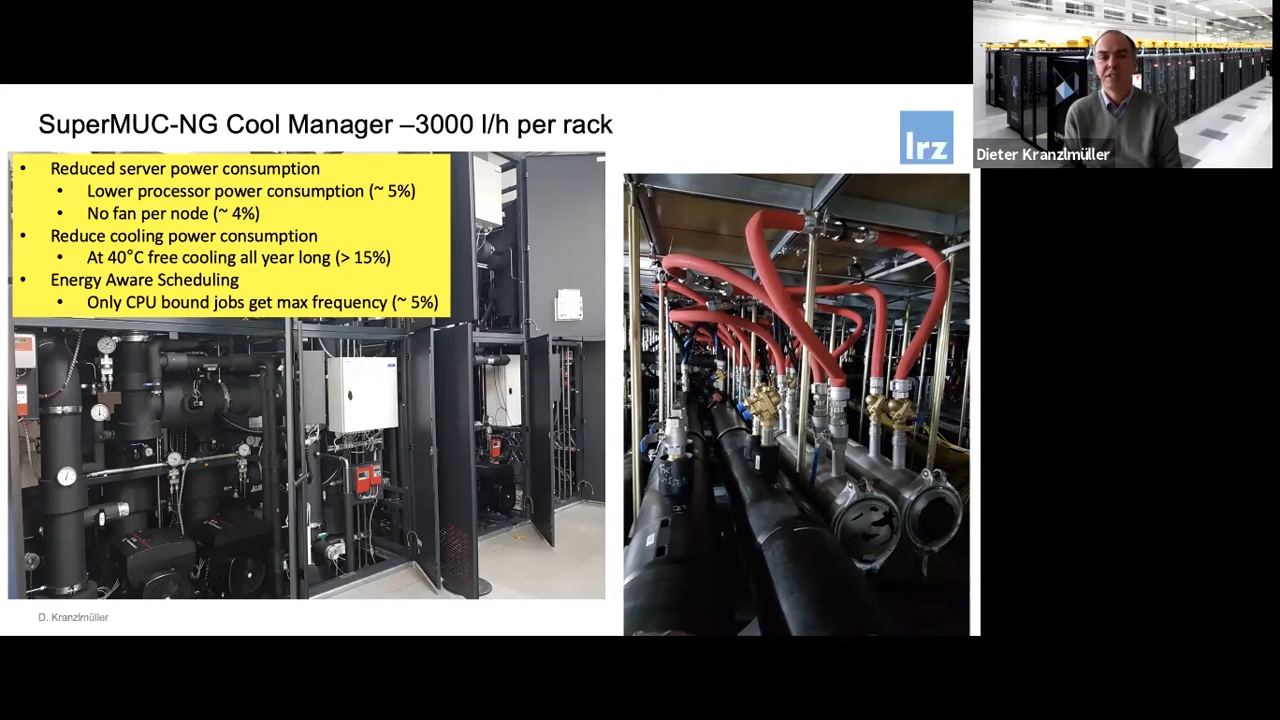 SuperMUC-NG Cool Manager –3000 l/h per rack
lrz
• Reduced server power consumption
• Lower processor power consumption (~ 5%)
• No fan per node (~ 4%)
• Reduce cooling power consumption
• At 40°C free cooling all year long (> 15%)
• Energy Aware Scheduling
• Only CPU bound jobs get max frequency (~ 5%)
D. Kranzlmüller
Dieter Kranzlmüller